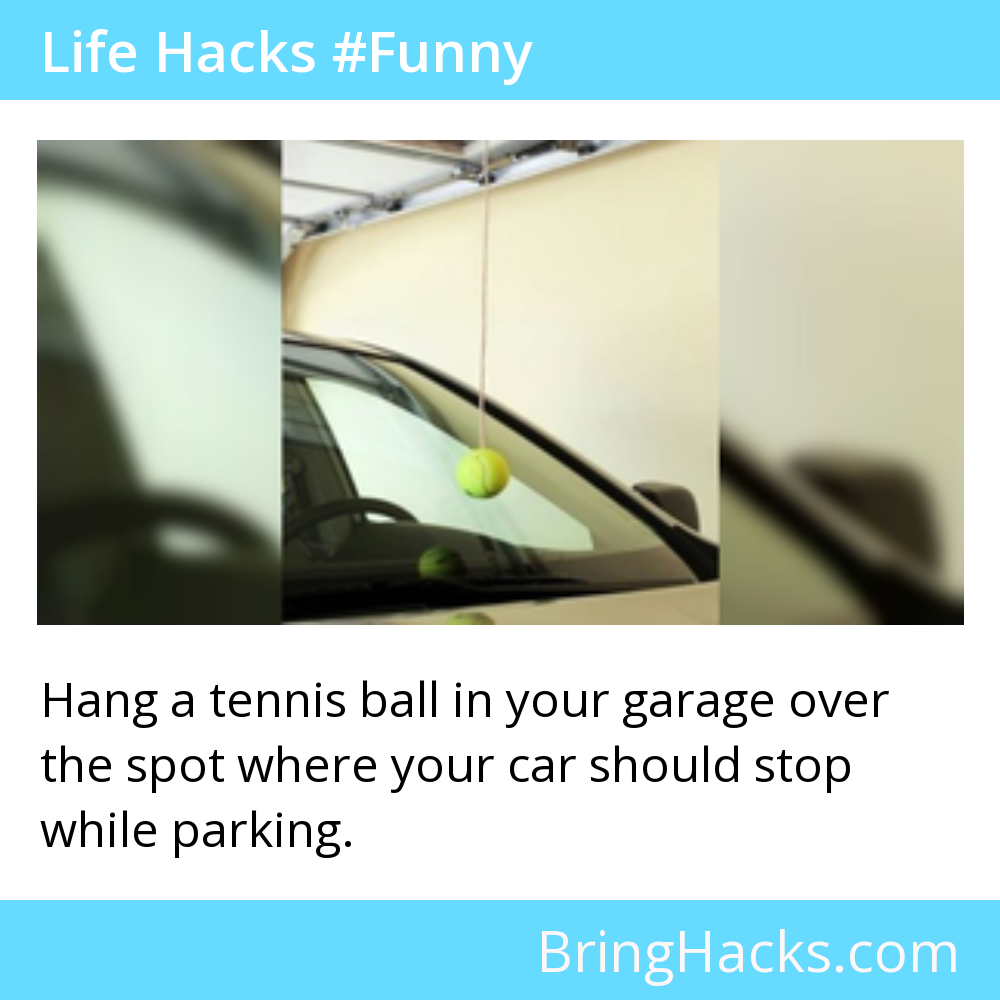 Life Hacks #Funny
Hang a tennis ball in your garage over
the spot where your car should stop
while parking.
BringHacks.com